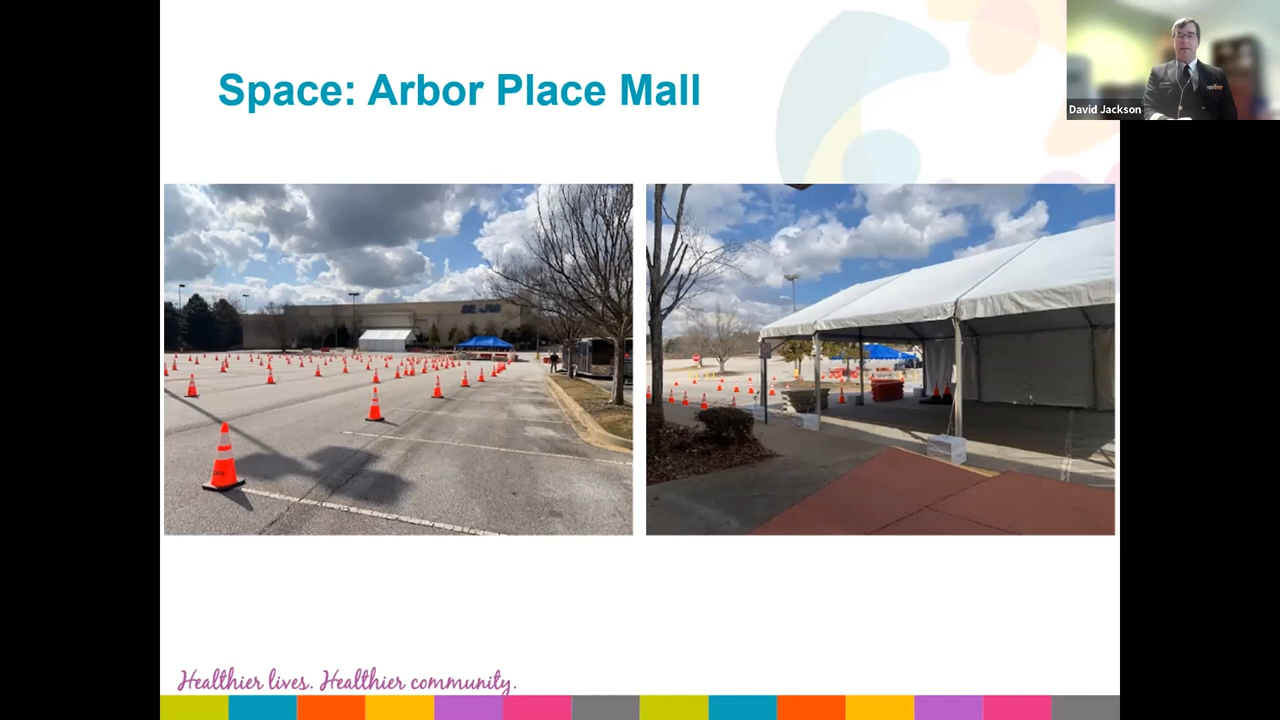 Space: Arbor Place Mall
David Jackson
Healthier lives. Healthier community.